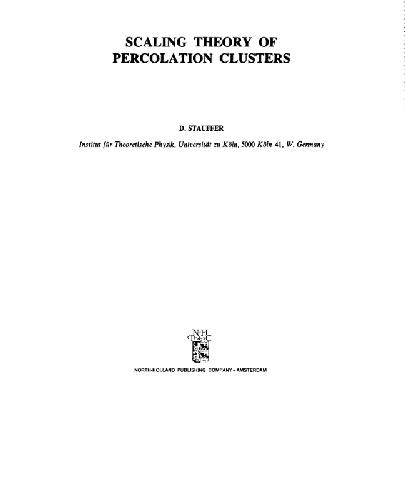 SCALING THEORY OF
PERCOLATION CLUSTERS
D. STAUFFER
Institut für Theoretische Physik, Universität zu Köln, 5000 Köln 41, W. Germany
NORTH-HOLLAND PUBLISHING COMPANY - AMSTERDAM